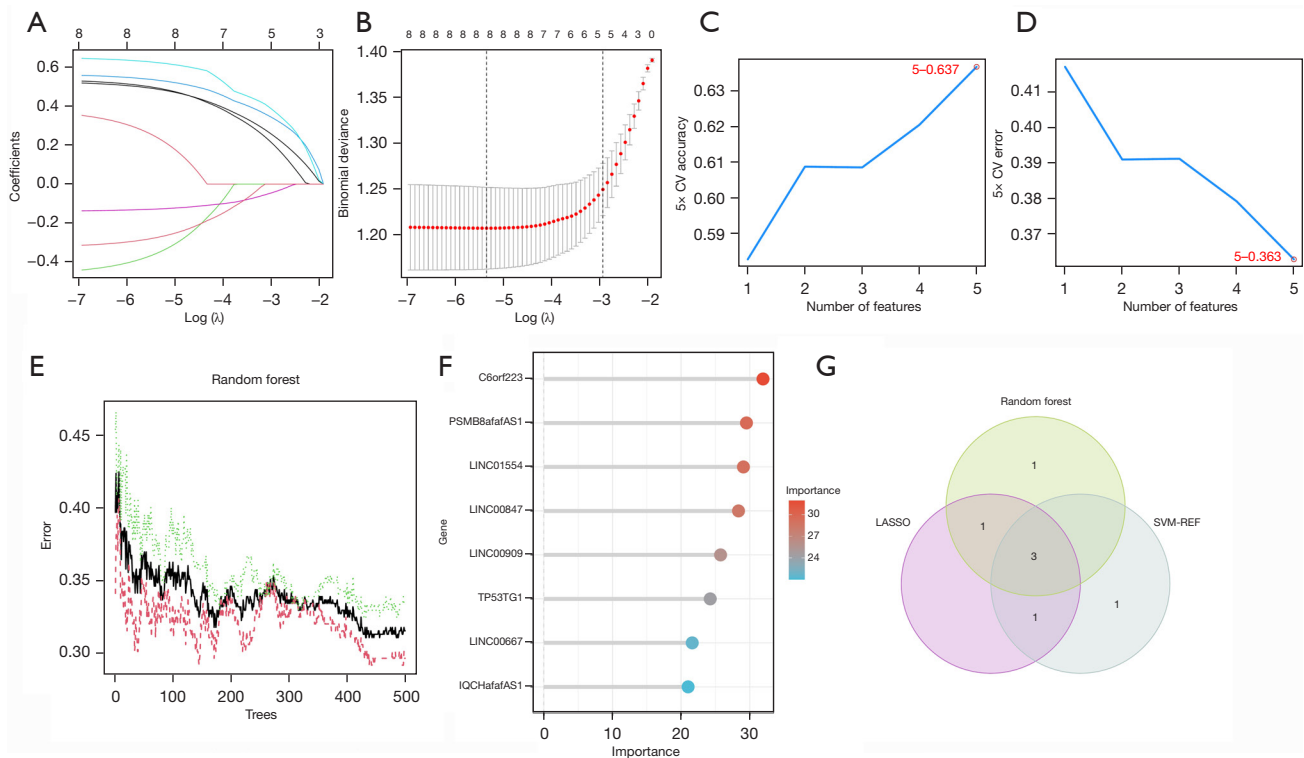 A
8 8 8 7 5 3
0.6
0.4
0.2
0.0
−0.2
−0.4
Coefficients
−7 −6 −5 −4 −3 −2
Log (λ)
B
8 8 8 8 8 8 8 8 8 8 7 7 6 5 5 4 3 0
1.40
1.35
1.30
1.25
1.20
Binomial deviance
−7 −6 −5 −4 −3 −2
Log (λ)
C
5–0.637
0.63
0.62
0.61
0.60
0.59
5× CV accuracy
1 2 3 4 5
Number of features
D
0.41
0.40
0.39
0.38
0.37
5× CV error
5–0.363
1 2 3 4 5
Number of features
E
Random forest
0.45
0.40
0.35
0.30
Error
0 100 200 300 400 500
Trees
F
C6orf223
PSMB8afafAS1
LINC01554
LINC00847
LINC00909
TP53TG1
LINC00667
IQCHafafAS1
Gene
0 10 20 30
Importance
Importance
30
27
24
G
Random forest
1
LASSO
1
SVM-REF
3
1
1